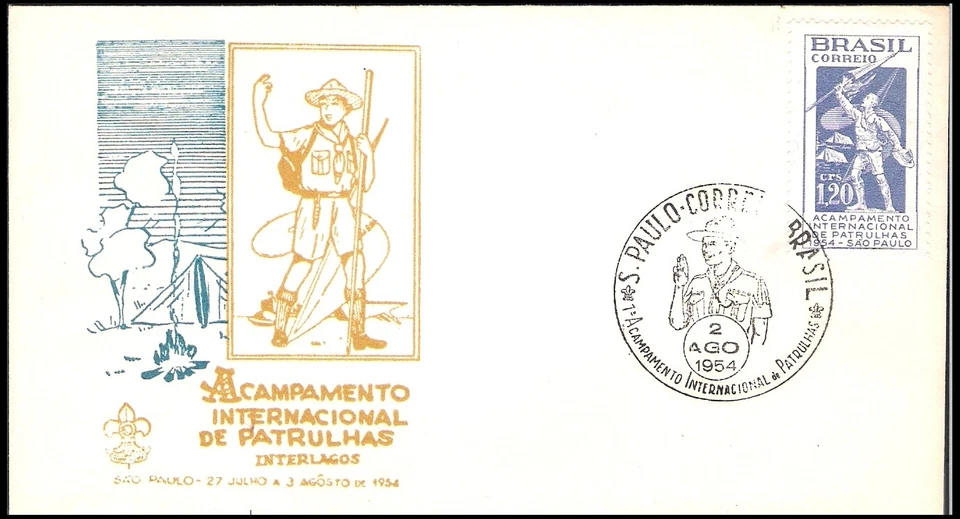 BRASIL
CORREIO
crs
1,20
ACAMPAMENTO
INTERNACIONAL
DE PATRULHAS
1954 - SÃO PAULO
S. PAULO - CORREIO BRASIL
2
AGO
1954
1º ACAMPAMENTO INTERNACIONAL de PATRULHAS
ACAMPAMENTO
INTERNACIONAL
DE PATRULHAS
INTERLAGOS
SÃO PAULO - 27 JULHO A 3 AGÔSTO DE 1954